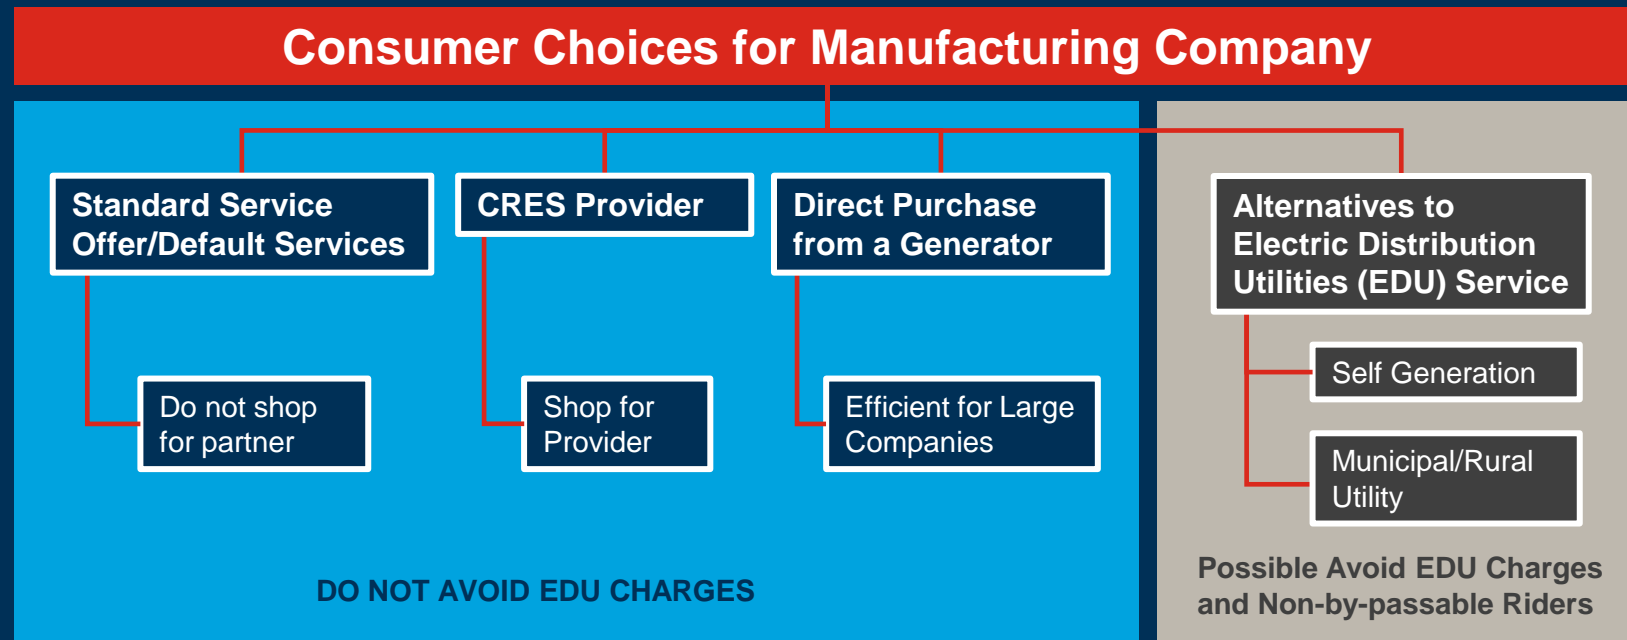 Consumer Choices for Manufacturing Company
Standard Service
Offer/Default Services
Do not shop
for partner
CRES Provider
Shop for
Provider
Direct Purchase
from a Generator
Efficient for Large
Companies
DO NOT AVOID EDU CHARGES
Alternatives to
Electric Distribution
Utilities (EDU) Service
Self Generation
Municipal/Rural
Utility
Possible Avoid EDU Charges
and Non-by-passable Riders